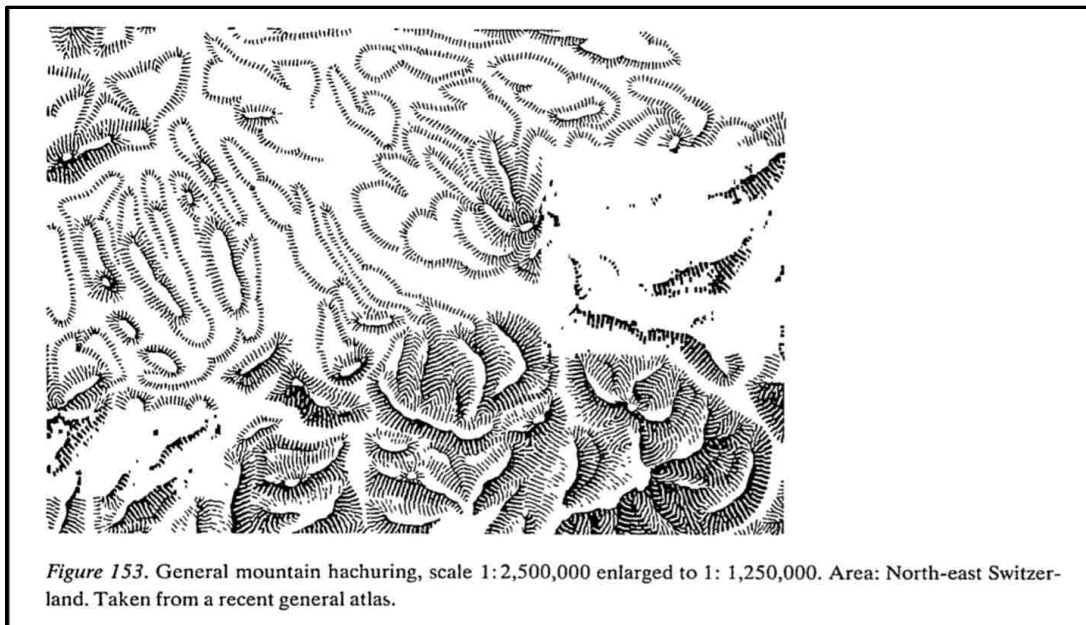 Figure 153. General mountain hachuring, scale 1:2,500,000 enlarged to 1: 1,250,000. Area: North-east Switzer-
land. Taken from a recent general atlas.